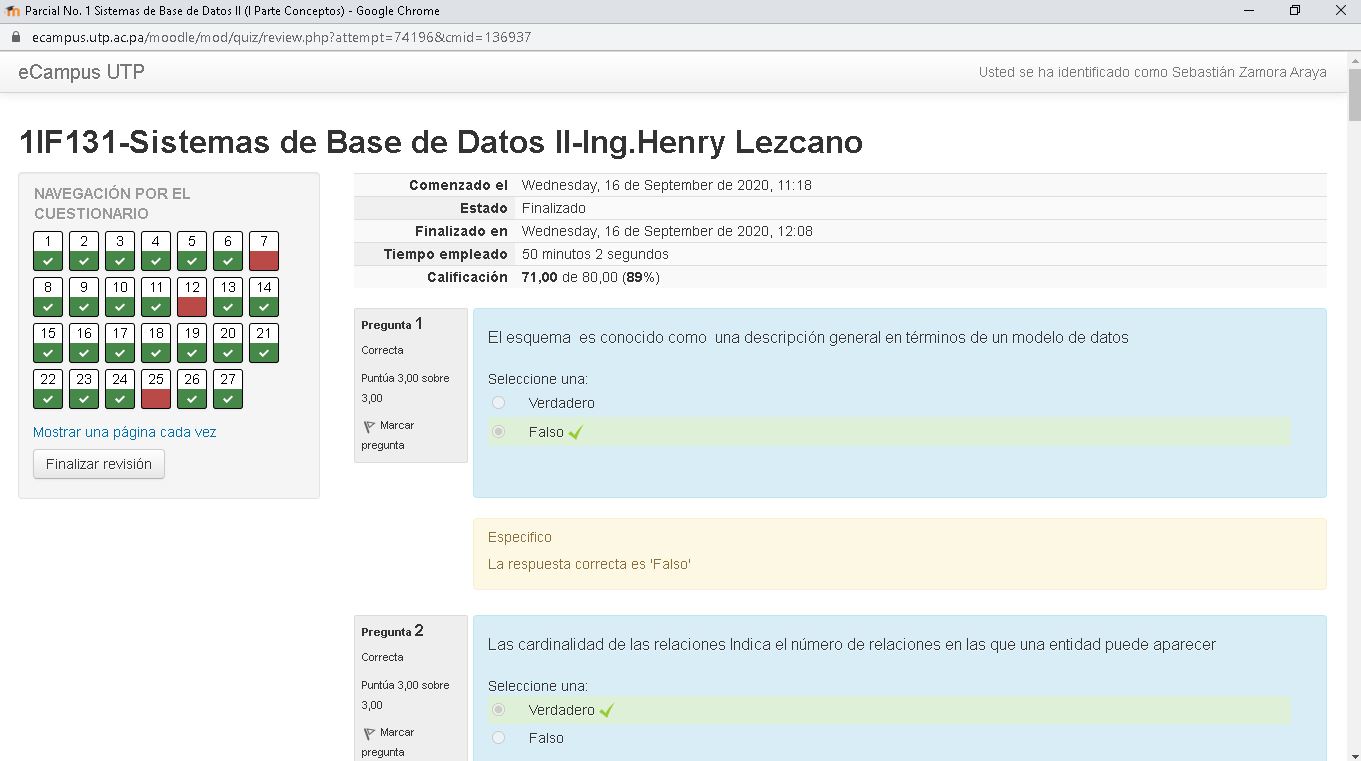 Parcial No. 1 Sistemas de Base de Datos II (I Parte Conceptos) - Google Chrome
ecampus.utp.ac.pa/moodle/mod/quiz/review.php?attempt=74196&cmid=136937
eCampus UTP
Usted se ha identificado como Sebastián Zamora Araya
1IF131-Sistemas de Base de Datos II-Ing.Henry Lezcano
NAVEGACIÓN POR EL
CUESTIONARIO
1 2 3 4 5 6 7
8 9 10 11 12 13 14
15 16 17 18 19 20 21
22 23 24 25 26 27
Mostrar una página cada vez
Finalizar revisión
Comenzado el Wednesday, 16 de September de 2020, 11:18
Estado Finalizado
Finalizado en Wednesday, 16 de September de 2020, 12:08
Tiempo empleado 50 minutos 2 segundos
Calificación 71,00 de 80,00 (89%)
Pregunta 1
Correcta
Puntúa 3,00 sobre
3,00
Marcar
pregunta
El esquema es conocido como una descripción general en términos de un modelo de datos
Seleccione una:
Verdadero
Falso
Especifico
La respuesta correcta es 'Falso'
Pregunta 2
Correcta
Puntúa 3,00 sobre
3,00
Marcar
pregunta
Las cardinalidad de las relaciones Indica el número de relaciones en las que una entidad puede aparecer
Seleccione una:
Verdadero
Falso